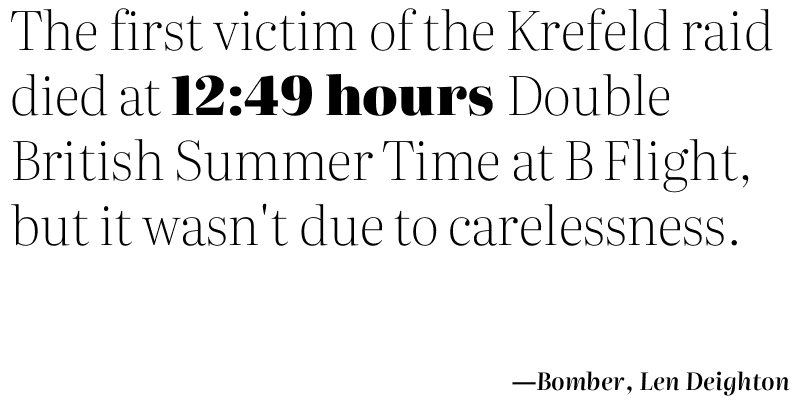 The first victim of the Krefeld raid
died at 12:49 hours Double
British Summer Time at B Flight,
but it wasn't due to carelessness.
—Bomber, Len Deighton